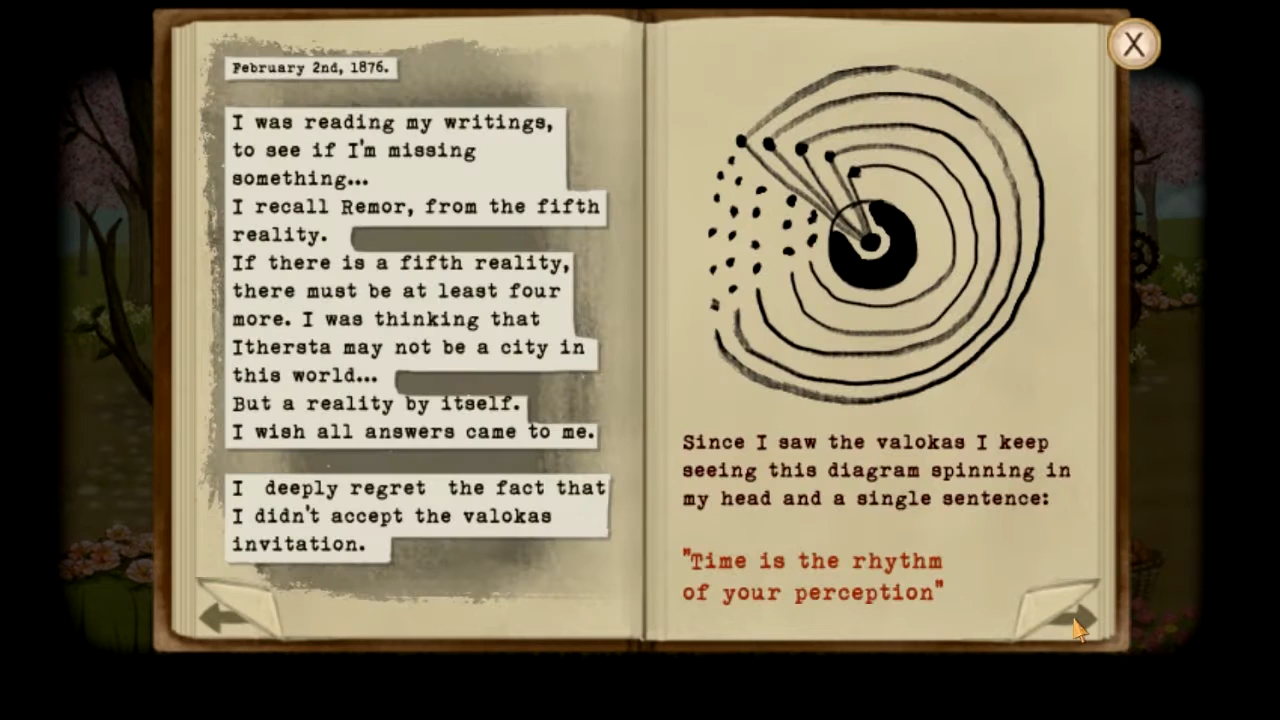 February 2nd, 1876.
I was reading my writings,
to see if I'm missing
something...
I recall Remor, from the fifth
reality.
If there is a fifth reality,
there must be at least four
more. I was thinking that
Ithersta may not be a city in
this world...
But a reality by itself.
I wish all answers came to me.
I deeply regret the fact that
I didn't accept the valokas
invitation.
X
Since I saw the valokas I keep
seeing this diagram spinning in
my head and a single sentence:
"Time is the rhythm
of your perception"